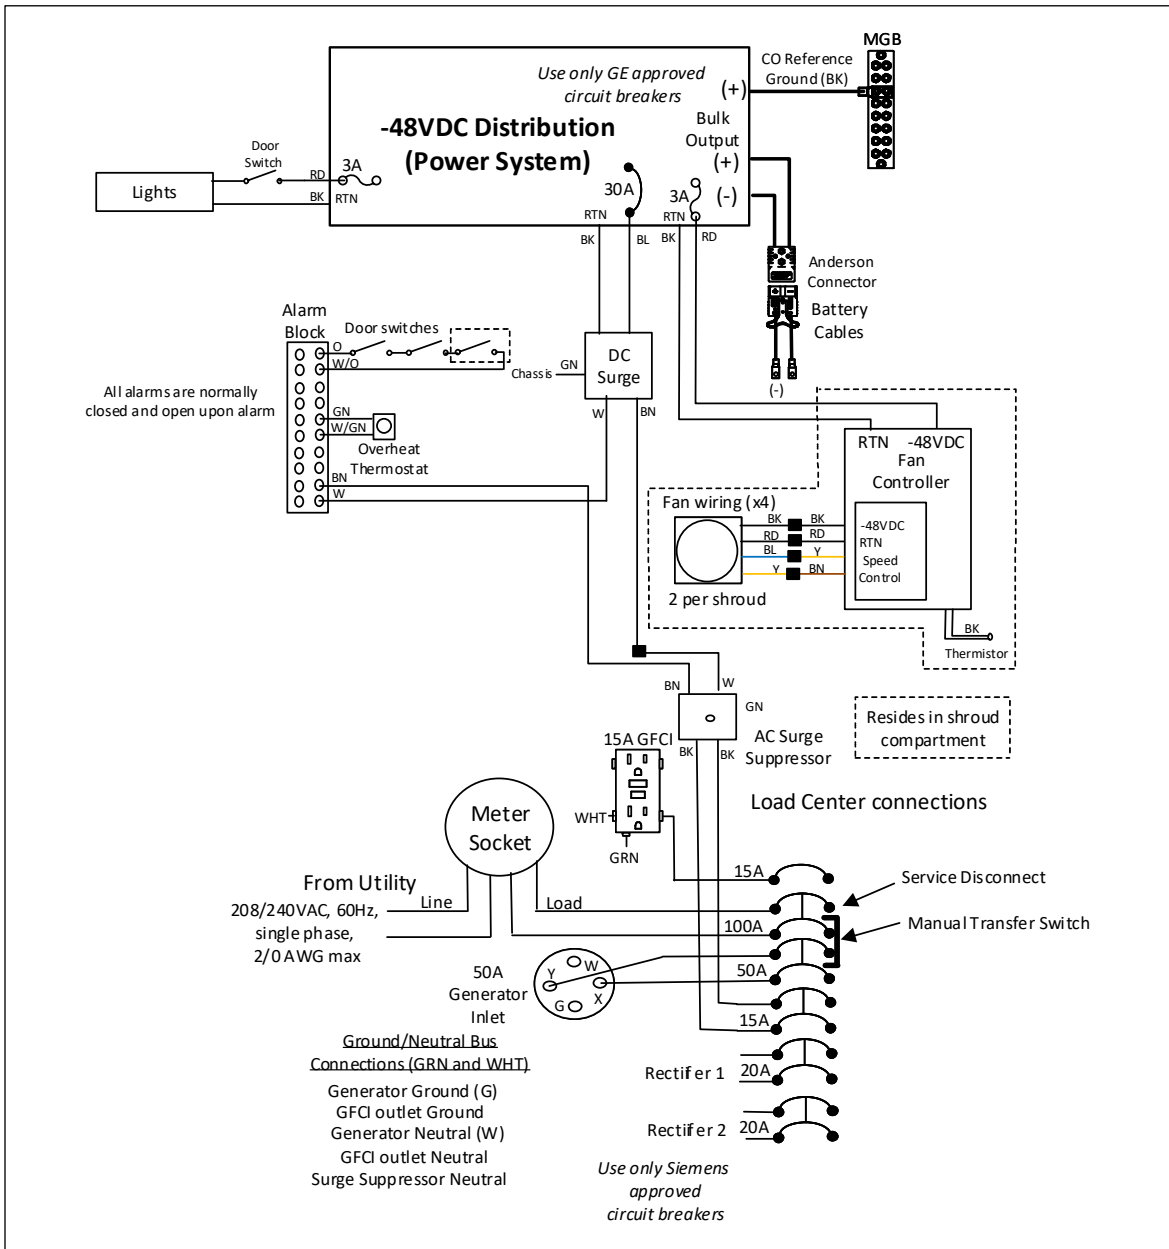 MGB
CO Reference
Ground (BK)
Use only GE approved
circuit breakers
(+)
-48VDC Distribution
(Power System)
Bulk
Output
(+)
(-)
Door
Switch
RD
3A
Lights
BK
RTN
30A
3A
RTN
BK
BL
RTN
BK
RD
Anderson
Connector
Battery
Cables
(-)
Alarm
Block
Door switches
O
W/O
All alarms are normally
closed and open upon alarm
GN
W/GN
Overheat
Thermostat
BN
W
Chassis
GN
DC
Surge
W
BN
RTN
-48VDC
Fan
Controller
Fan wiring (x4)
BK
BK
RD
RD
BL
Y
Y
BN
-48VDC
RTN
Speed
Control
2 per shroud
BK
Thermistor
BN
W
GN
AC Surge
Suppressor
BK
BK
Resides in shroud
compartment
15A GFCI
WHT
GRN
Load Center connections
Meter
Socket
From Utility
208/240VAC, 60Hz,
single phase,
2/0 AWG max
Line
Load
15A
Service Disconnect
100A
Manual Transfer Switch
50A
Generator
Inlet
Y
W
G
X
50A
15A
Rectifier 1
20A
Rectifier 2
20A
Ground/Neutral Bus
Connections (GRN and WHT)
Generator Ground (G)
GFCI outlet Ground
Generator Neutral (W)
GFCI outlet Neutral
Surge Suppressor Neutral
Use only Siemens
approved
circuit breakers